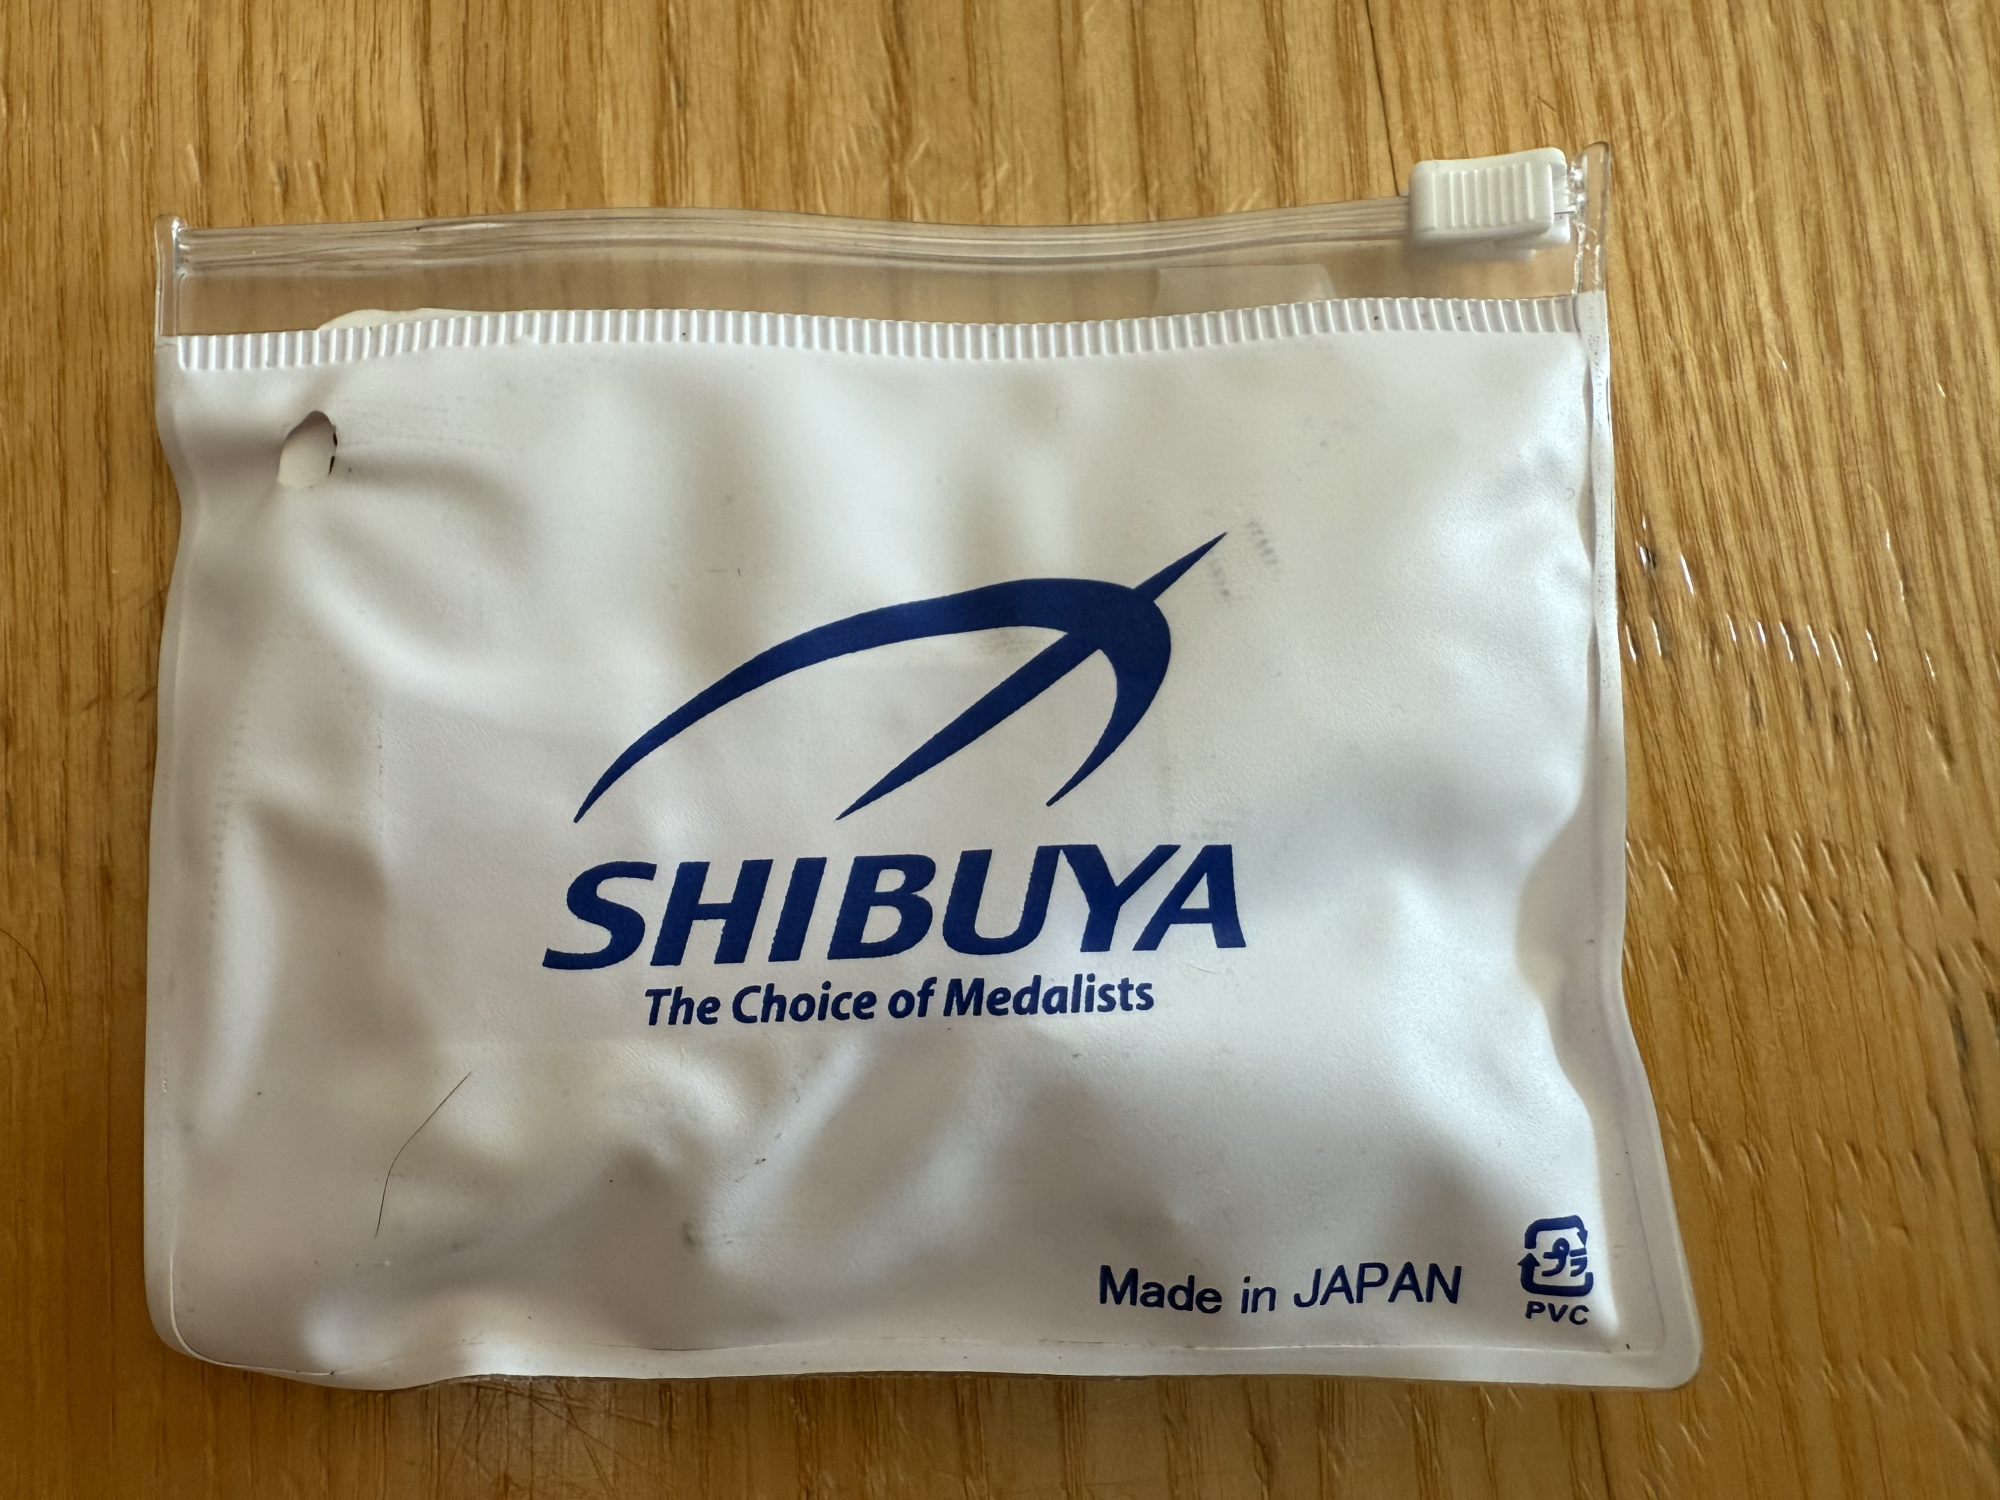 SHIBUYA
The Choice of Medalists
Made in JAPAN
プラ
PVC